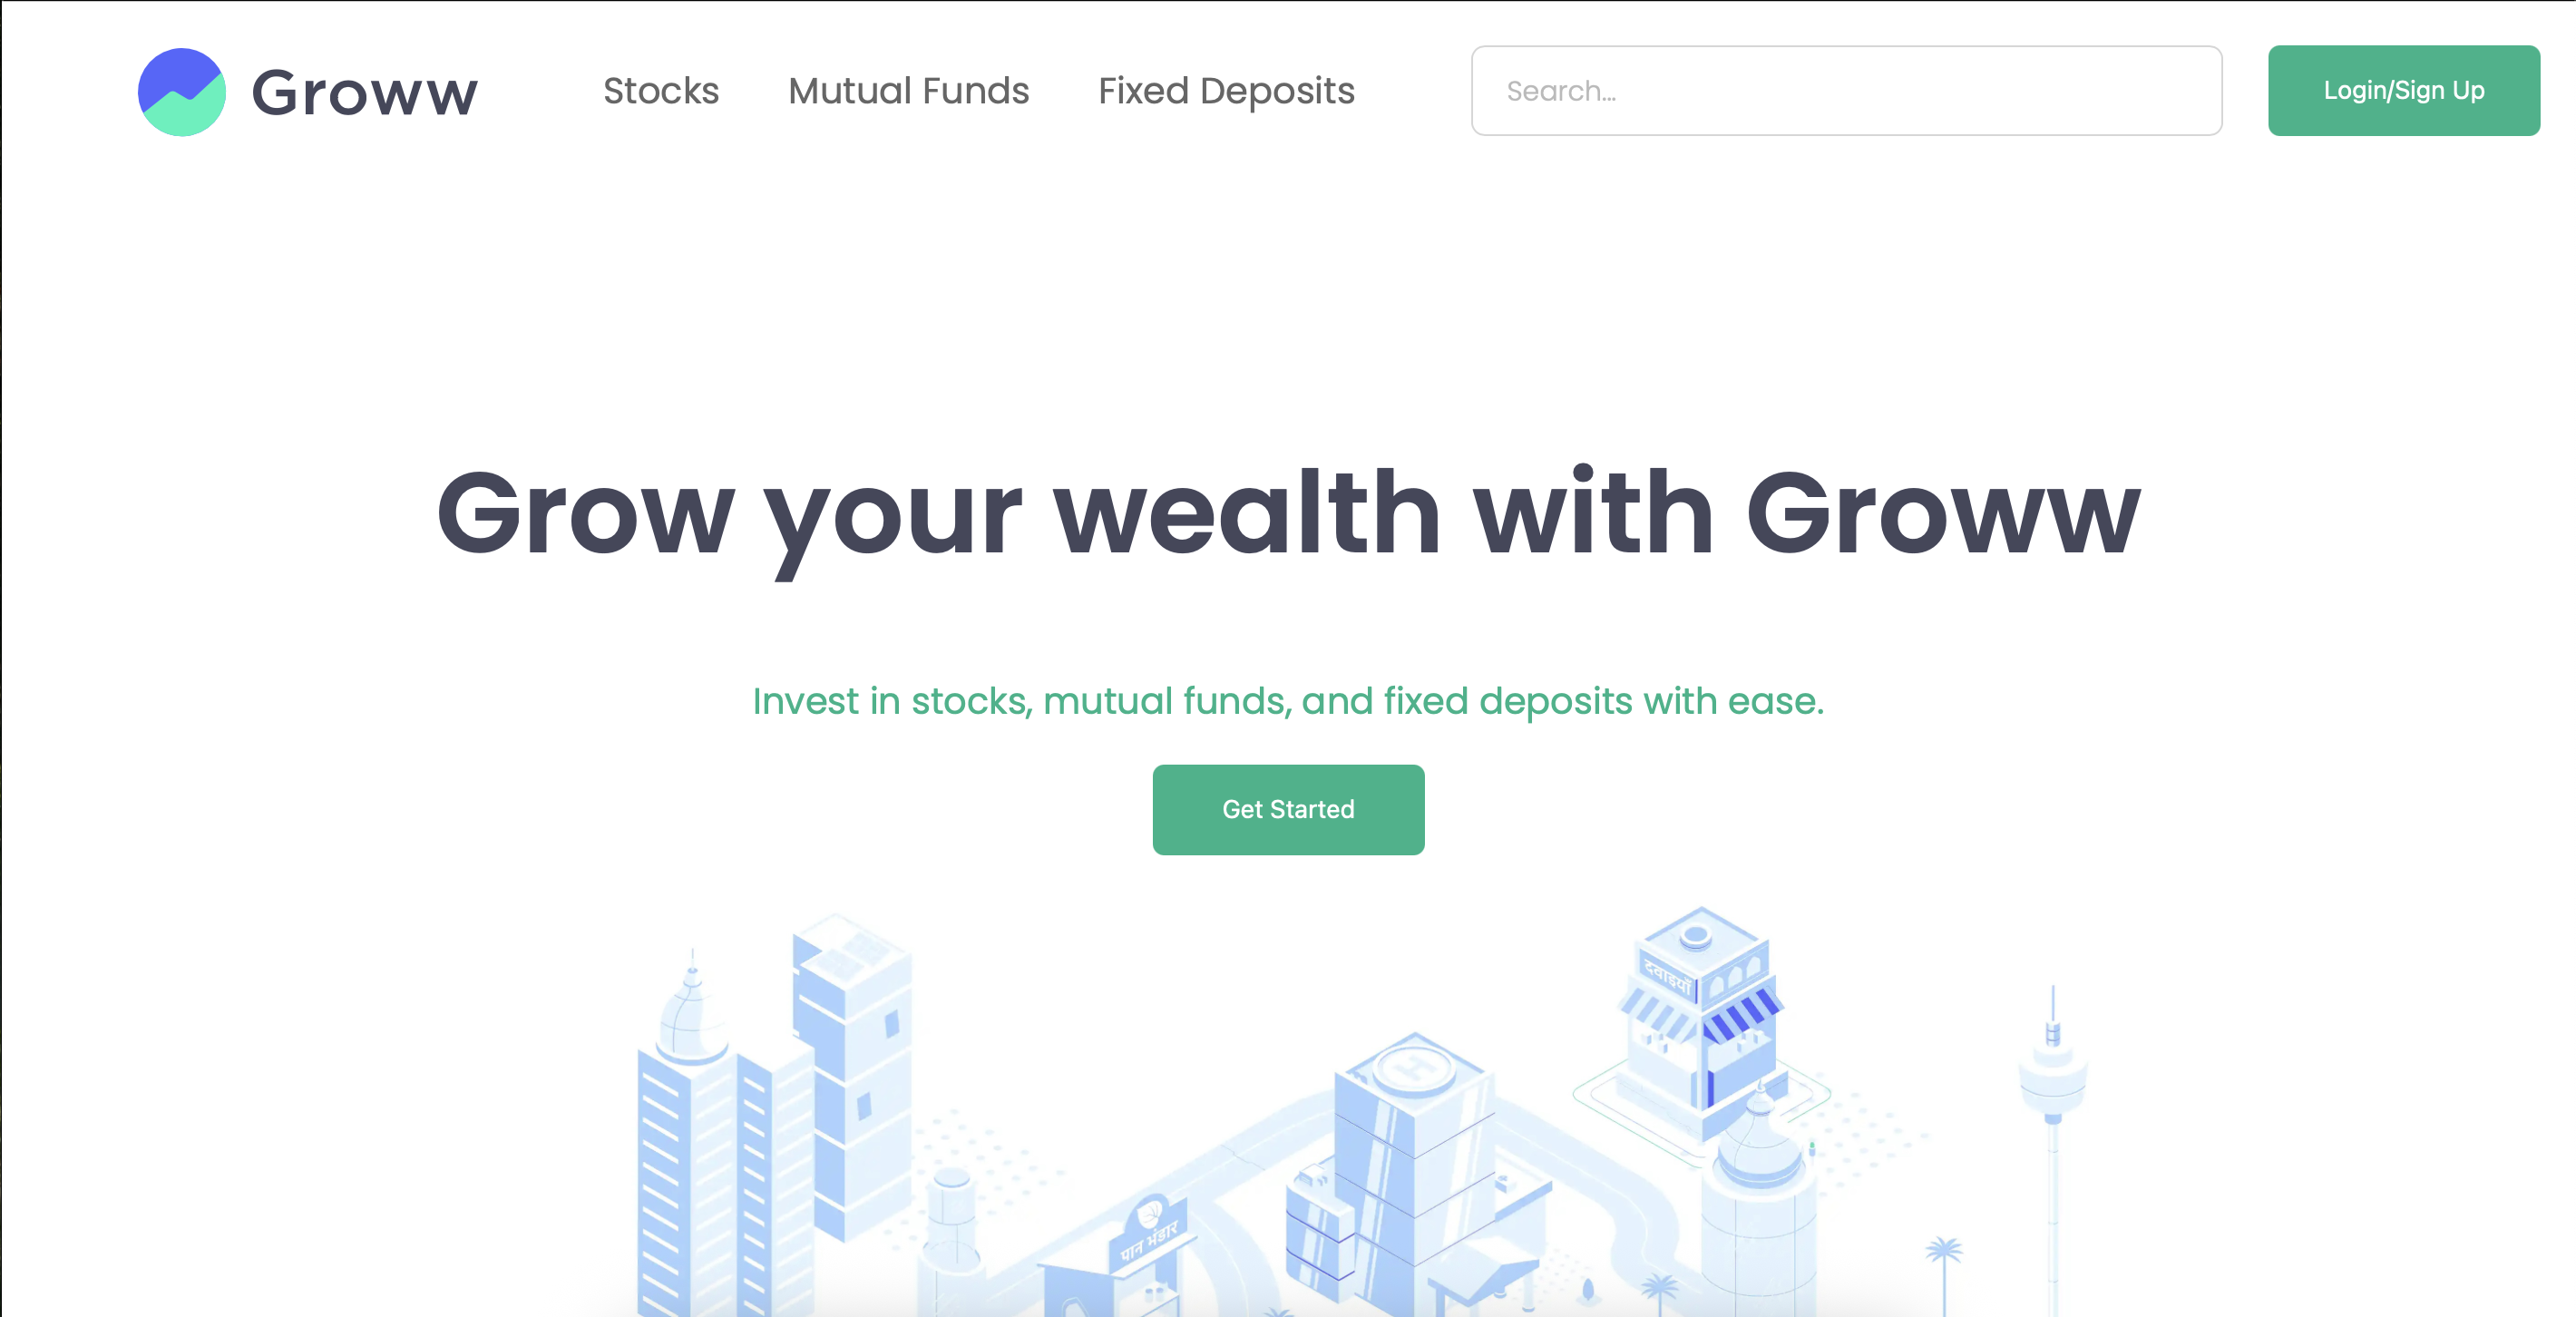 Groww
Stocks
Mutual Funds
Fixed Deposits
Search...
Login/Sign Up
Grow your wealth with Groww
Invest in stocks, mutual funds, and fixed deposits with ease.
Get Started
दवाइयाँ
H
पान भंडार